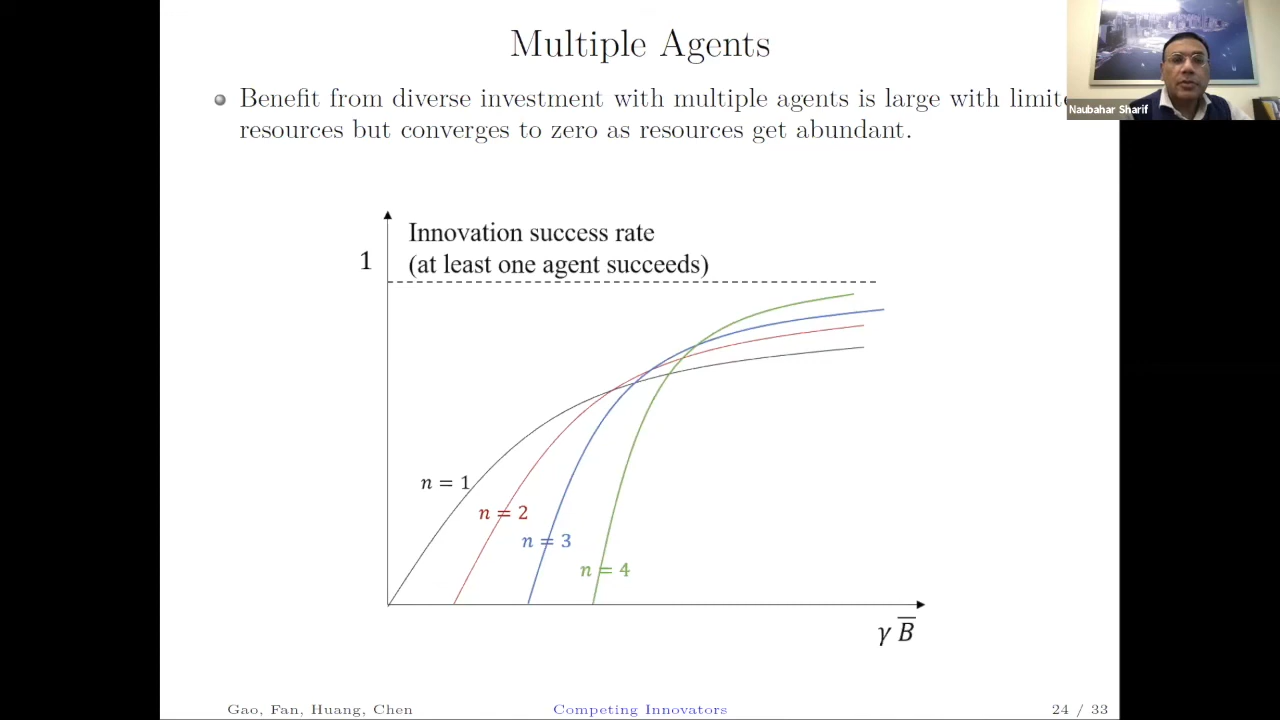 Multiple Agents
Benefit from diverse investment with multiple agents is large with limite
resources but converges to zero as resources get abundant.
Naubahar Sharif
Innovation success rate
(at least one agent succeeds)
1
n = 1
n = 2
n = 3
n = 4
γ B̅
Gao, Fan, Huang, Chen
Competing Innovators
24 / 33